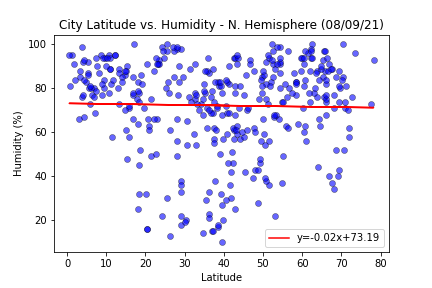 City Latitude vs. Humidity - N. Hemisphere (08/09/21)
100
80
60
40
20
Humidity (%)
y=-0.02x+73.19
0 10 20 30 40 50 60 70 80
Latitude